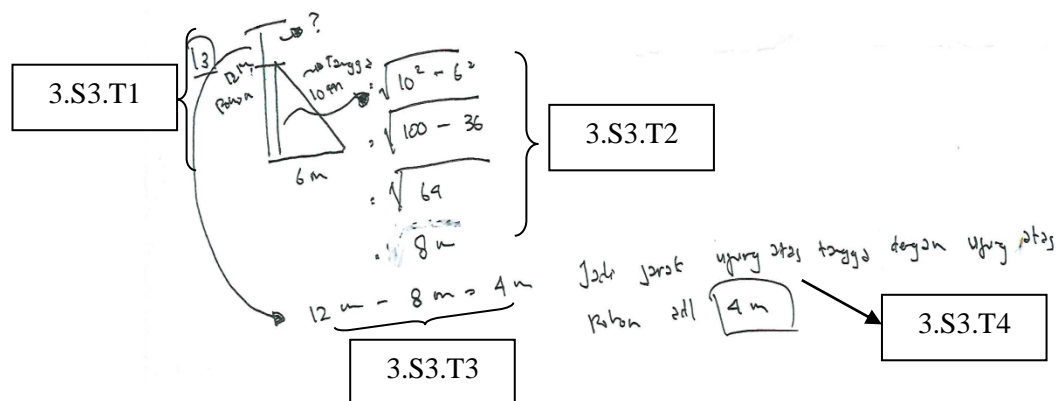 13
?
12 m
pohon
tangga
10 m
6 m
= √10² - 6²
= √100 - 36
= √64
= 8 m
12 m - 8 m = 4 m
Jadi jarak ujung atas tangga dengan ujung atas
pohon adl 4 m
3.S3.T1
3.S3.T2
3.S3.T3
3.S3.T4